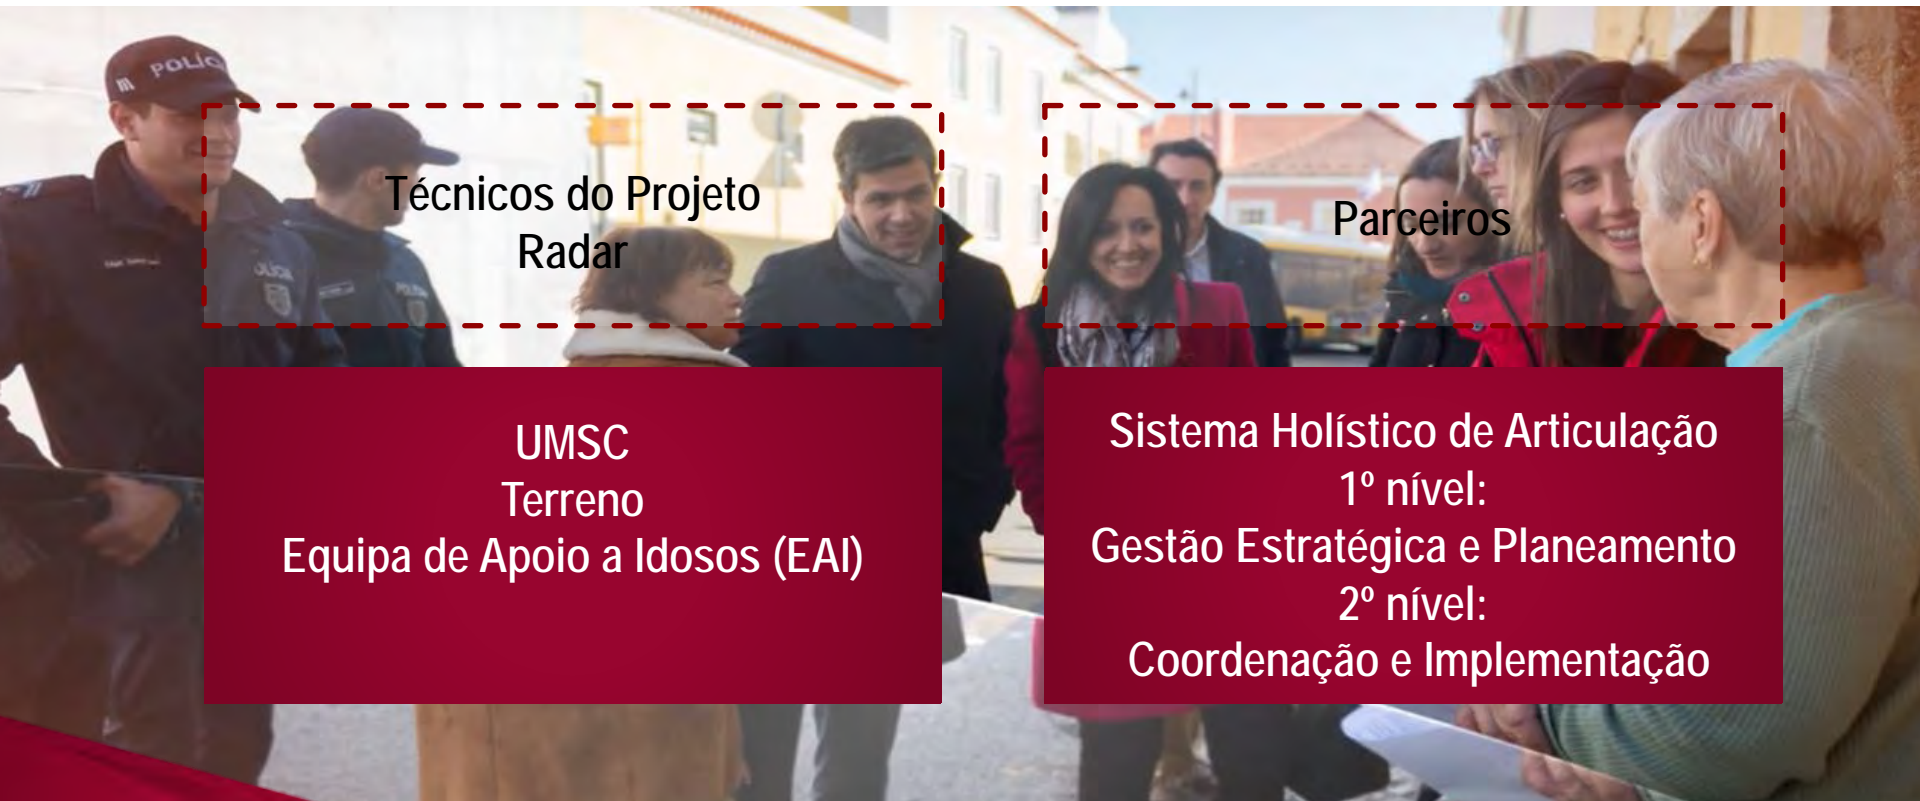 POLÍC
Técnicos do Projeto
Radar
Parceiros
UMSC
Terreno
Equipa de Apoio a Idosos (EAI)
Sistema Holístico de Articulação
1º nível:
Gestão Estratégica e Planeamento
2º nível:
Coordenação e Implementação